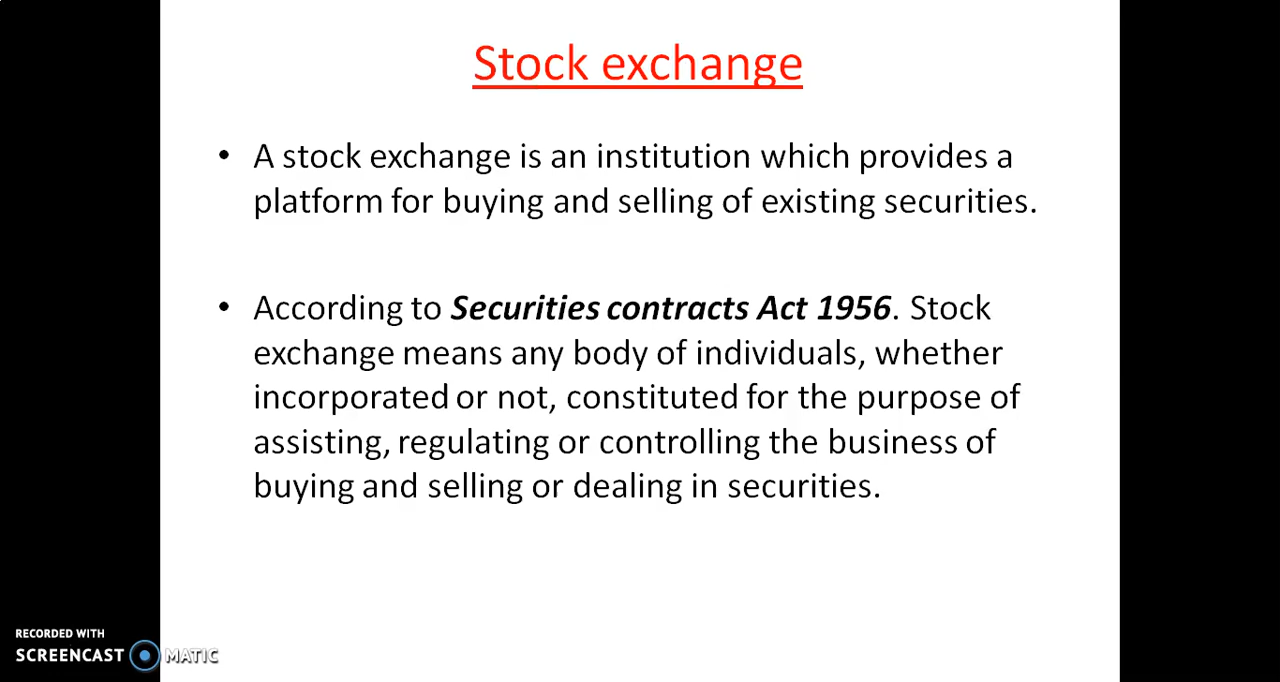 Stock exchange
• A stock exchange is an institution which provides a
platform for buying and selling of existing securities.
• According to Securities contracts Act 1956. Stock
exchange means any body of individuals, whether
incorporated or not, constituted for the purpose of
assisting, regulating or controlling the business of
buying and selling or dealing in securities.
RECORDED WITH
SCREENCAST MATIC